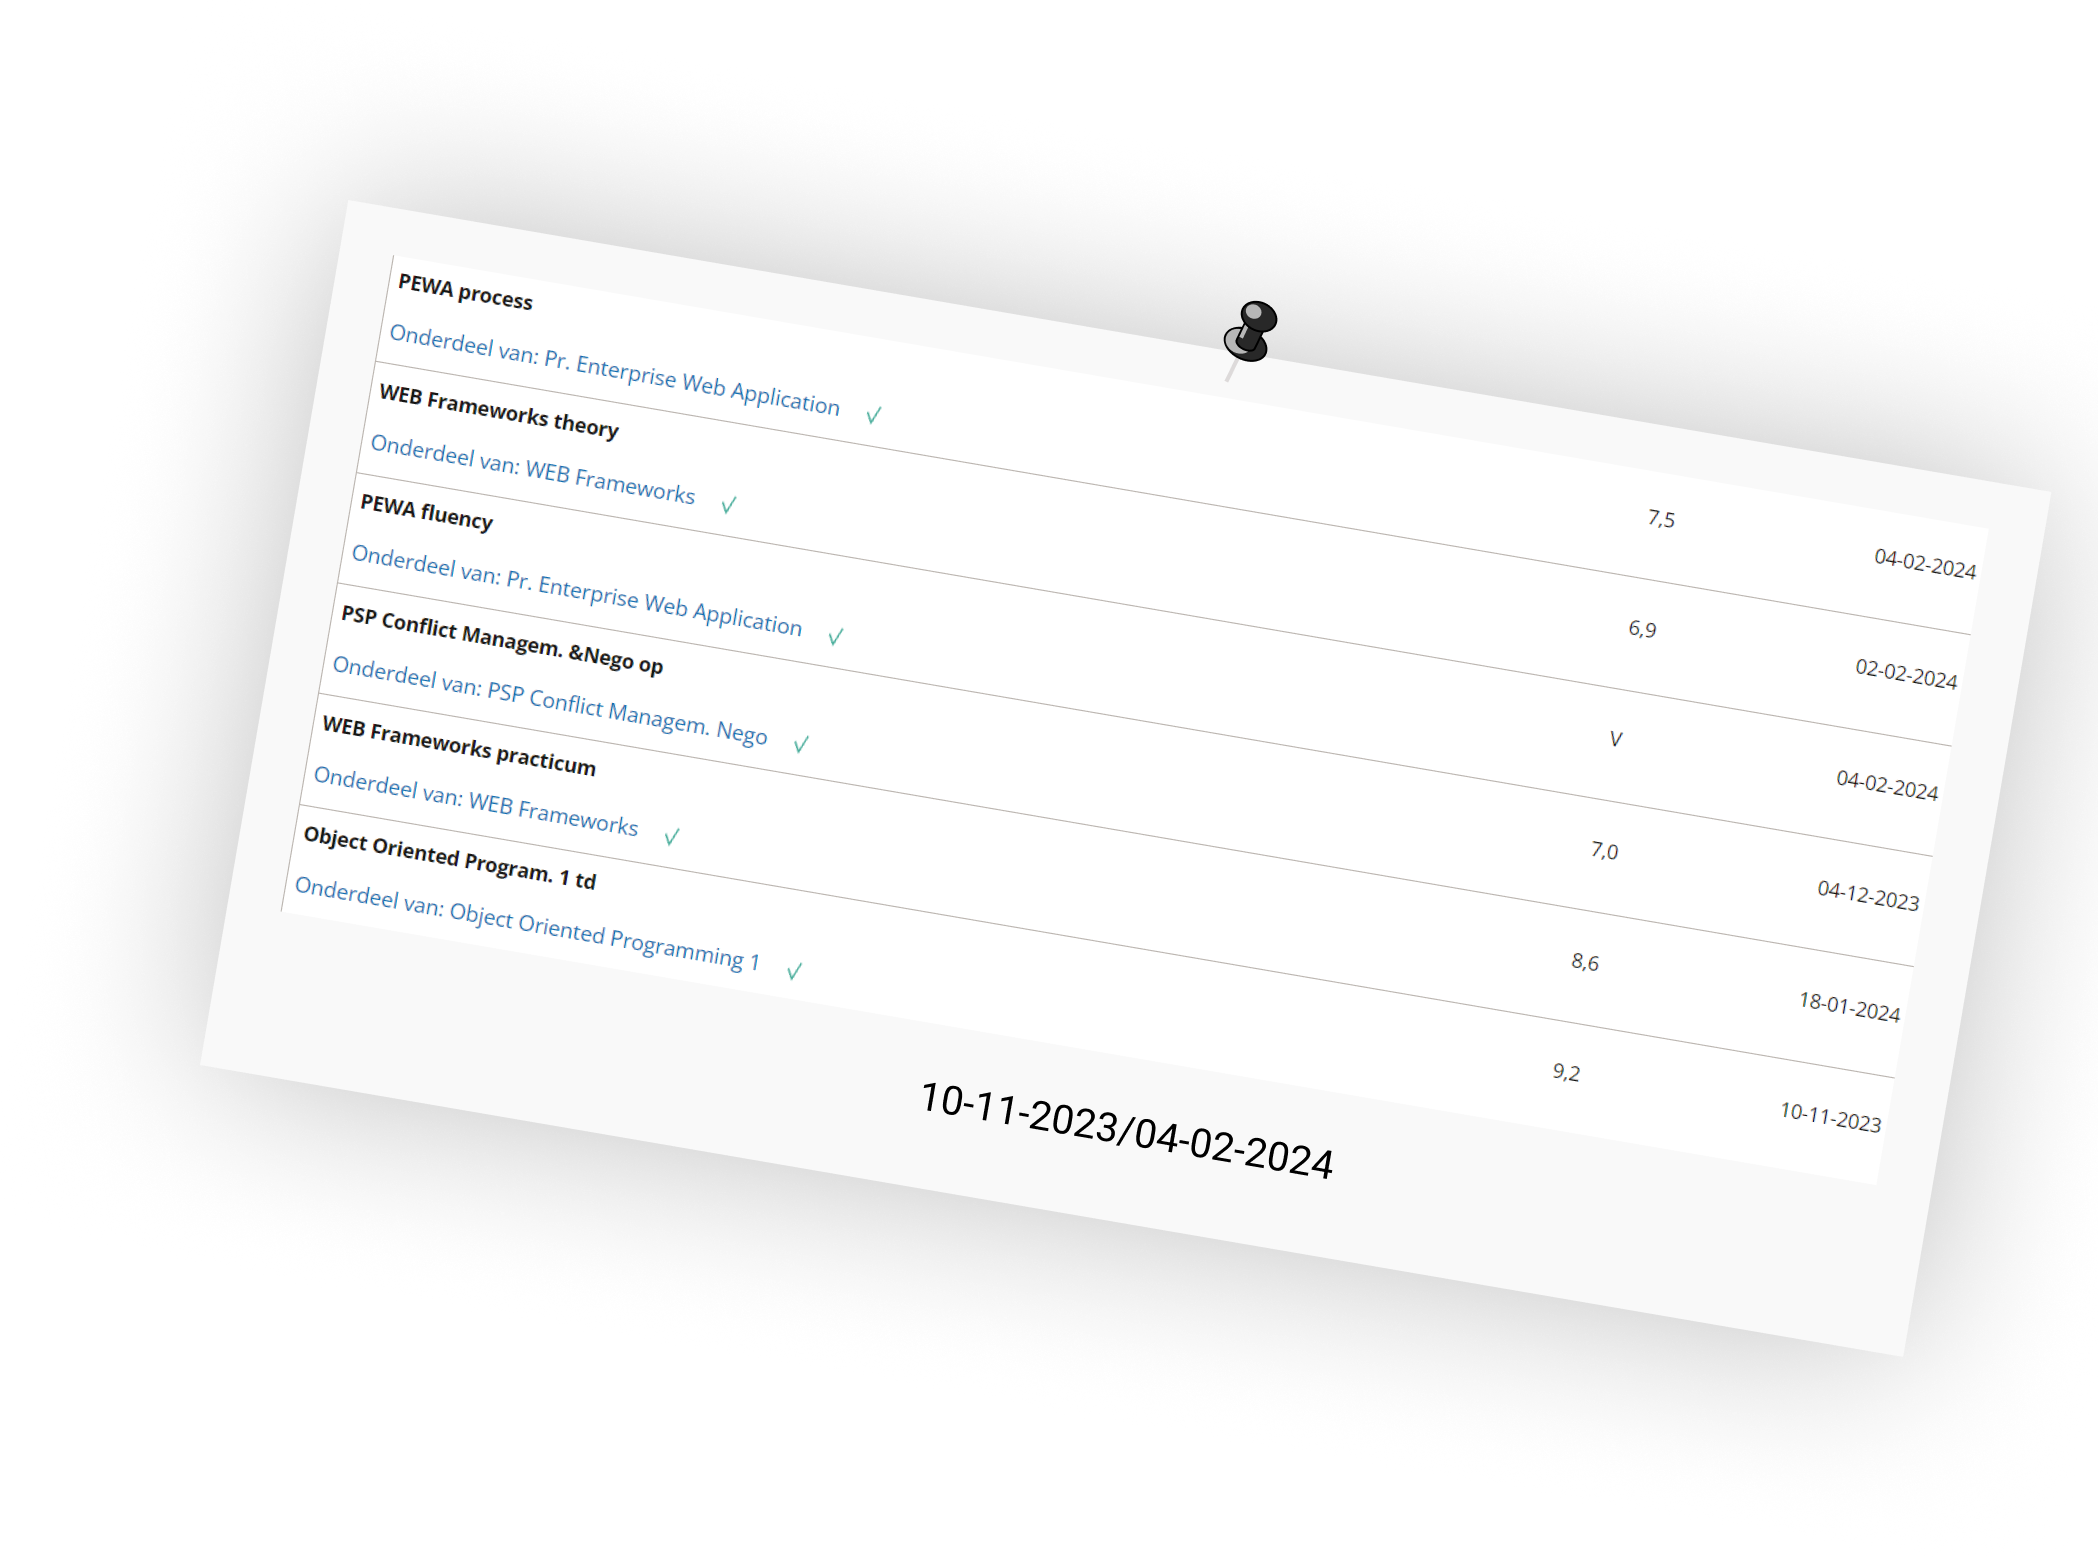 PEWA process
Onderdeel van: Pr. Enterprise Web Application ✓
7,5
04-02-2024
WEB Frameworks theory
Onderdeel van: WEB Frameworks ✓
6,9
02-02-2024
PEWA fluency
Onderdeel van: Pr. Enterprise Web Application ✓
V
04-02-2024
PSP Conflict Managem. &Nego op
Onderdeel van: PSP Conflict Managem. Nego ✓
7,0
04-12-2023
WEB Frameworks practicum
Onderdeel van: WEB Frameworks ✓
8,6
18-01-2024
Object Oriented Program. 1 td
Onderdeel van: Object Oriented Programming 1 ✓
9,2
10-11-2023
10-11-2023/04-02-2024